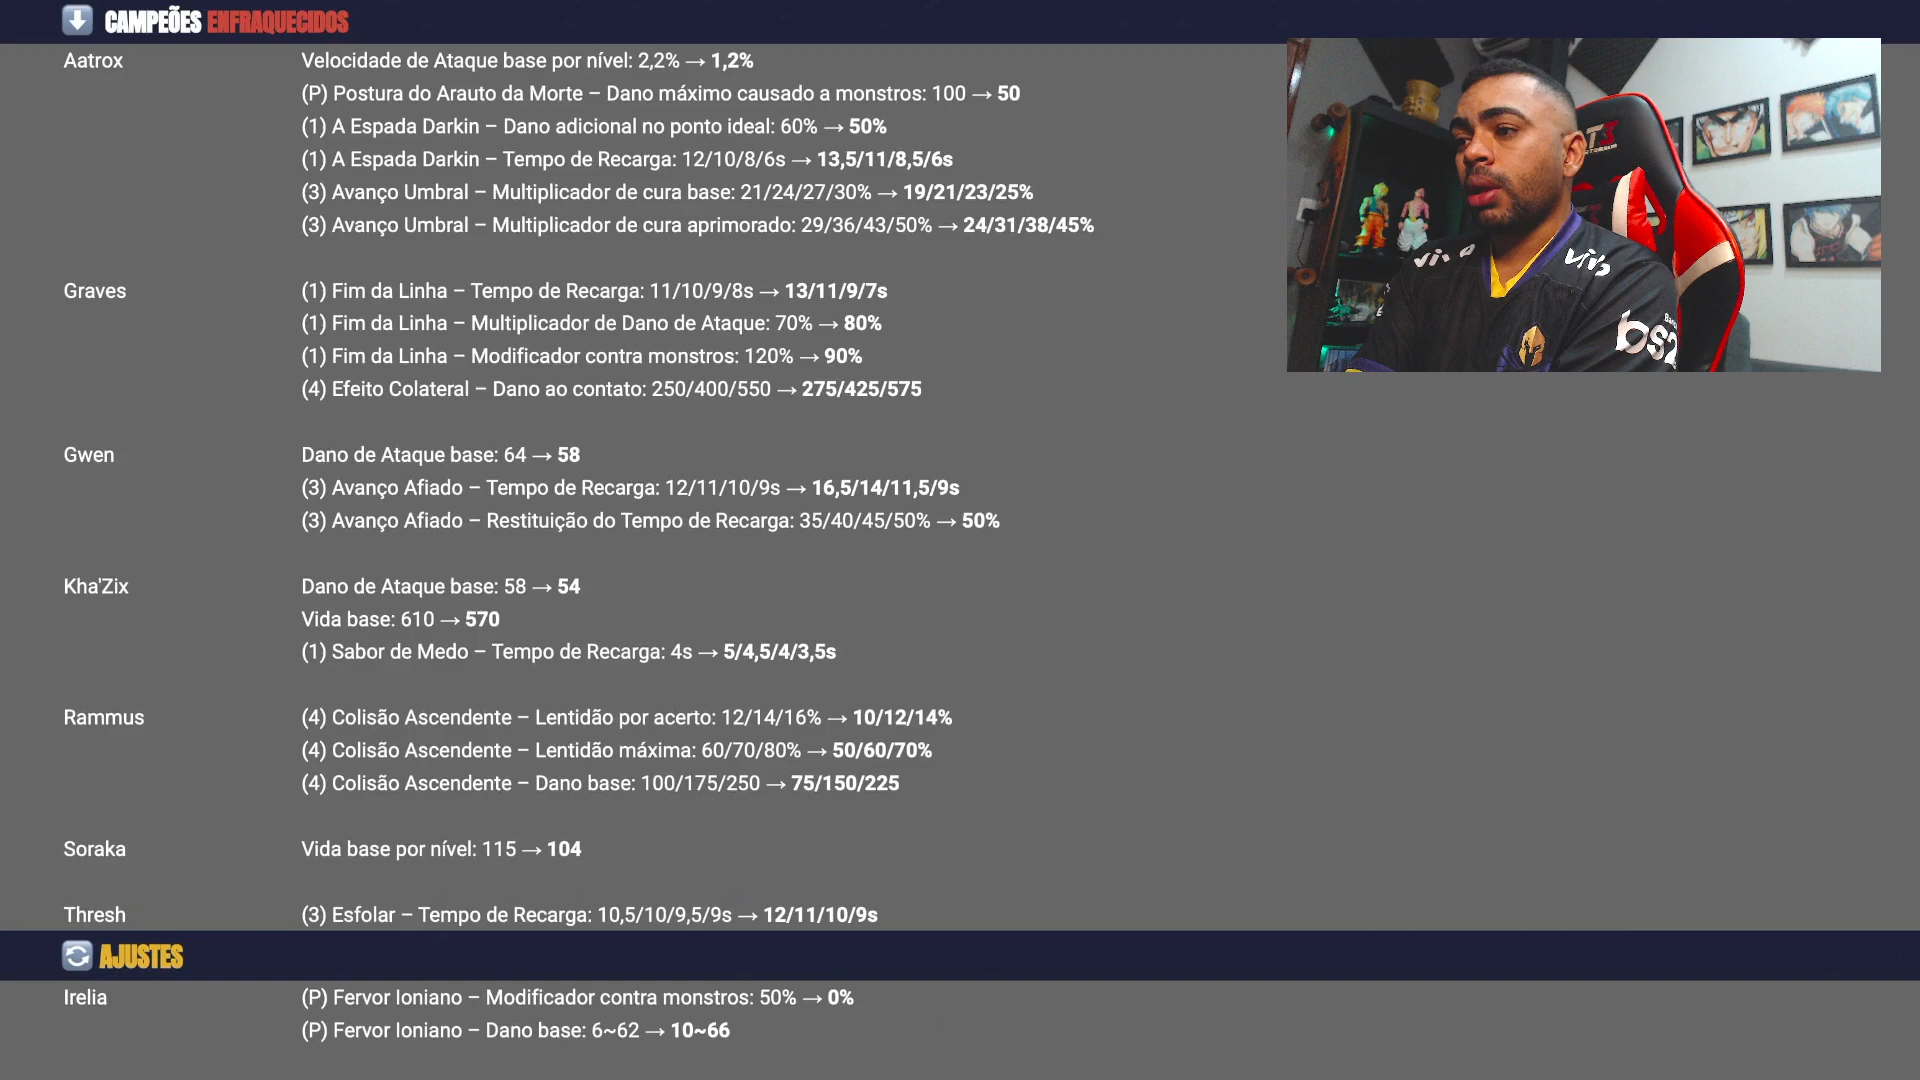 CAMPEÕES ENFRAQUECIDOS
Aatrox
Velocidade de Ataque base por nível: 2,2% → 1,2%
(P) Postura do Arauto da Morte – Dano máximo causado a monstros: 100 → 50
(1) A Espada Darkin – Dano adicional no ponto ideal: 60% → 50%
(1) A Espada Darkin – Tempo de Recarga: 12/10/8/6s → 13,5/11/8,5/6s
(3) Avanço Umbral – Multiplicador de cura base: 21/24/27/30% → 19/21/23/25%
(3) Avanço Umbral – Multiplicador de cura aprimorado: 29/36/43/50% → 24/31/38/45%
Graves
(1) Fim da Linha – Tempo de Recarga: 11/10/9/8s → 13/11/9/7s
(1) Fim da Linha – Multiplicador de Dano de Ataque: 70% → 80%
(1) Fim da Linha – Modificador contra monstros: 120% → 90%
(4) Efeito Colateral – Dano ao contato: 250/400/550 → 275/425/575
Gwen
Dano de Ataque base: 64 → 58
(3) Avanço Afiado – Tempo de Recarga: 12/11/10/9s → 16,5/14/11,5/9s
(3) Avanço Afiado – Restituição do Tempo de Recarga: 35/40/45/50% → 50%
Kha'Zix
Dano de Ataque base: 58 → 54
Vida base: 610 → 570
(1) Sabor de Medo – Tempo de Recarga: 4s → 5/4,5/4/3,5s
Rammus
(4) Colisão Ascendente – Lentidão por acerto: 12/14/16% → 10/12/14%
(4) Colisão Ascendente – Lentidão máxima: 60/70/80% → 50/60/70%
(4) Colisão Ascendente – Dano base: 100/175/250 → 75/150/225
Soraka
Vida base por nível: 115 → 104
Thresh
(3) Esfolar – Tempo de Recarga: 10,5/10/9,5/9s → 12/11/10/9s
AJUSTES
Irelia
(P) Fervor Ioniano – Modificador contra monstros: 50% → 0%
(P) Fervor Ioniano – Dano base: 6~62 → 10~66
vivo